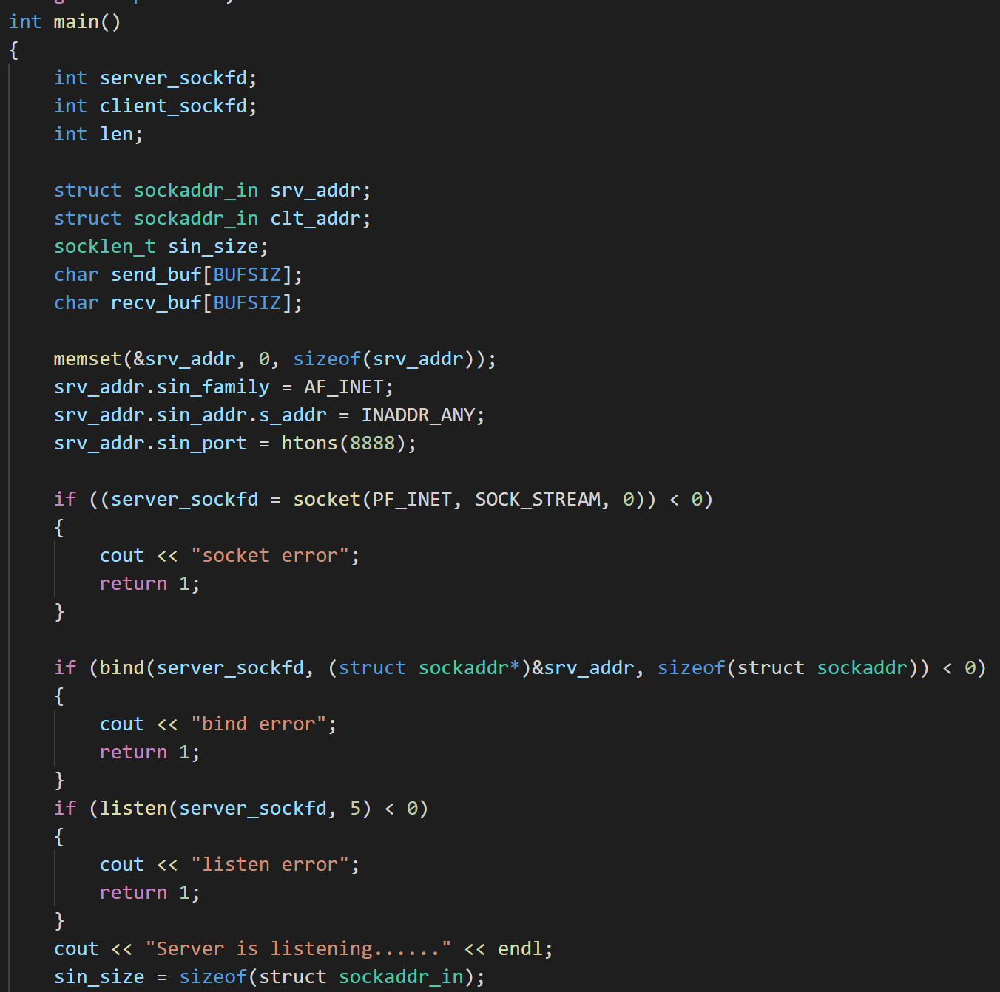 int main()
{
    int server_sockfd;
    int client_sockfd;
    int len;

    struct sockaddr_in srv_addr;
    struct sockaddr_in clt_addr;
    socklen_t sin_size;
    char send_buf[BUFSIZ];
    char recv_buf[BUFSIZ];

    memset(&srv_addr, 0, sizeof(srv_addr));
    srv_addr.sin_family = AF_INET;
    srv_addr.sin_addr.s_addr = INADDR_ANY;
    srv_addr.sin_port = htons(8888);

    if ((server_sockfd = socket(PF_INET, SOCK_STREAM, 0)) < 0)
    {
        cout << "socket error";
        return 1;
    }

    if (bind(server_sockfd, (struct sockaddr*)&srv_addr, sizeof(struct sockaddr)) < 0)
    {
        cout << "bind error";
        return 1;
    }
    if (listen(server_sockfd, 5) < 0)
    {
        cout << "listen error";
        return 1;
    }
    cout << "Server is listening......" << endl;
    sin_size = sizeof(struct sockaddr_in);